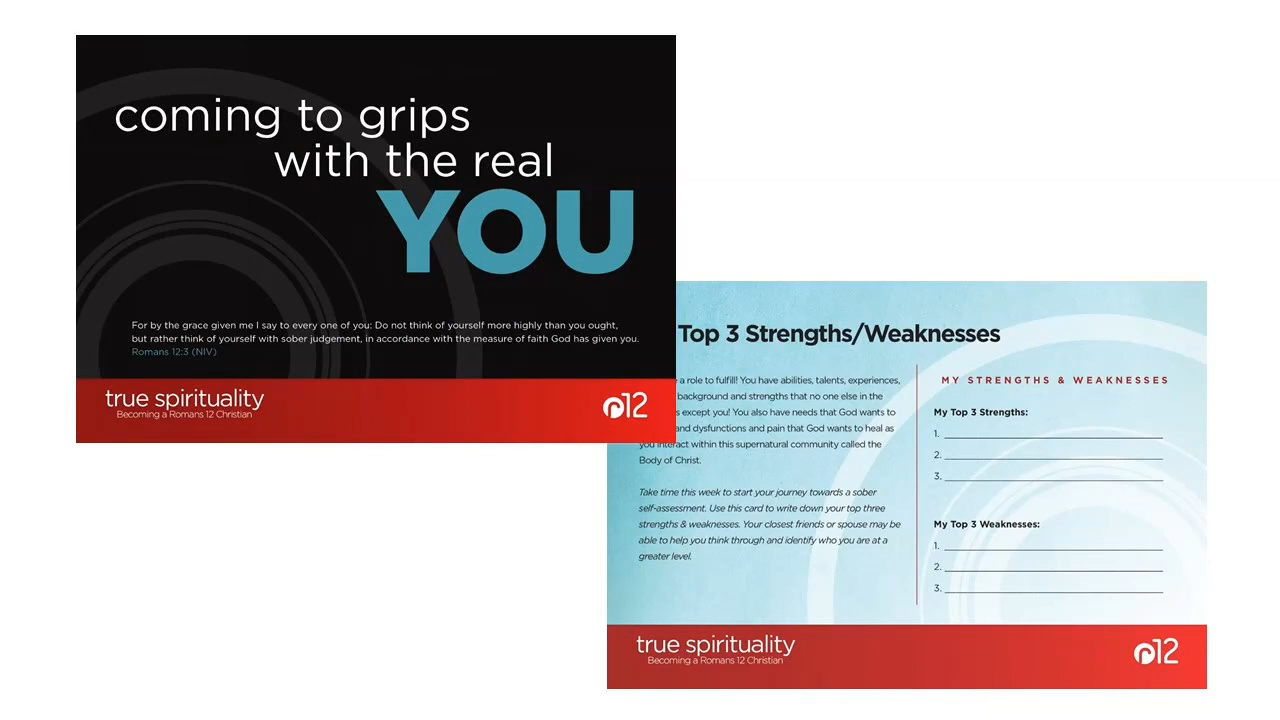 coming to grips
with the real
YOU
For by the grace given me I say to every one of you: Do not think of yourself more highly than you ought,
but rather think of yourself with sober judgement, in accordance with the measure of faith God has given you.
Romans 12:3 (NIV)
true spirituality
Becoming a Romans 12 Christian
r12
Top 3 Strengths/Weaknesses
a role to fulfill! You have abilities, talents, experiences,
background and strengths that no one else in the
except you! You also have needs that God wants to
and dysfunctions and pain that God wants to heal as
you interact within this supernatural community called the
Body of Christ.
Take time this week to start your journey towards a sober
self-assessment. Use this card to write down your top three
strengths & weaknesses. Your closest friends or spouse may be
able to help you think through and identify who you are at a
greater level.
MY STRENGTHS & WEAKNESSES
My Top 3 Strengths:
1.
2.
3.
My Top 3 Weaknesses:
1.
2.
3.
true spirituality
Becoming a Romans 12 Christian
r12